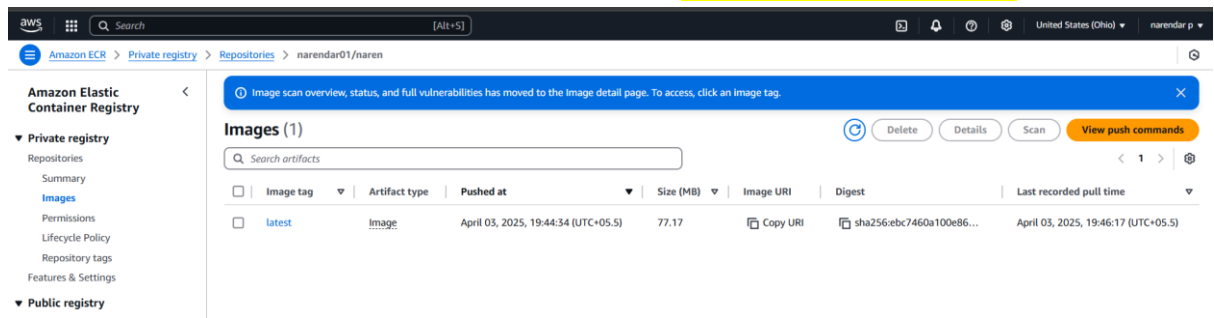 aws Search [Alt+S] United States (Ohio) narendar p
Amazon ECR > Private registry > Repositories > narendar01/naren
Amazon Elastic Container Registry
Private registry
Repositories
Summary
Images
Permissions
Lifecycle Policy
Repository tags
Features & Settings
Public registry
Image scan overview, status, and full vulnerabilities has moved to the Image detail page. To access, click an image tag.
Images (1) Delete Details Scan View push commands
Search artifacts < 1 >
Image tag Artifact type Pushed at Size (MB) Image URI Digest Last recorded pull time
latest Image April 03, 2025, 19:44:34 (UTC+05.5) 77.17 Copy URI sha256:ebc7460a100e86... April 03, 2025, 19:46:17 (UTC+05.5)